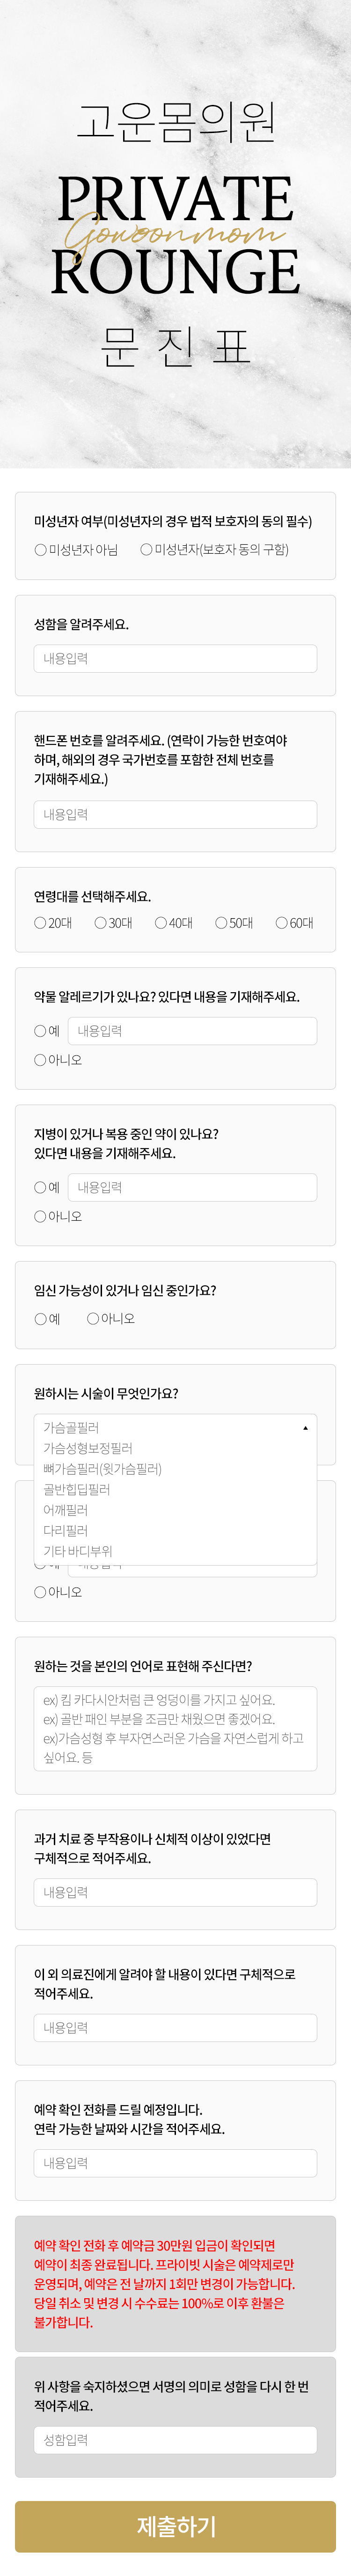 고운몸의원
PRIVATE
Gowoonmom
ROUNGE
문진표
미성년자 여부(미성년자의 경우 법적 보호자의 동의 필수)
미성년자 아님 미성년자(보호자 동의 구함)
성함을 알려주세요.
내용입력
핸드폰 번호를 알려주세요. (연락이 가능한 번호여야
하며, 해외의 경우 국가번호를 포함한 전체 번호를
기재해주세요.)
내용입력
연령대를 선택해주세요.
20대 30대 40대 50대 60대
약물 알레르기가 있나요? 있다면 내용을 기재해주세요.
예 내용입력
아니오
지병이 있거나 복용 중인 약이 있나요?
있다면 내용을 기재해주세요.
예 내용입력
아니오
임신 가능성이 있거나 임신 중인가요?
예 아니오
원하시는 시술이 무엇인가요?
가슴골필러
가슴성형보정필러
뼈가슴필러(윗가슴필러)
골반힙딥필러
어깨필러
다리필러
기타 바디부위
아니오
원하는 것을 본인의 언어로 표현해 주신다면?
ex) 킴 카다시안처럼 큰 엉덩이를 가지고 싶어요.
ex) 골반 패인 부분을 조금만 채웠으면 좋겠어요.
ex)가슴성형 후 부자연스러운 가슴을 자연스럽게 하고
싶어요. 등
과거 치료 중 부작용이나 신체적 이상이 있었다면
구체적으로 적어주세요.
내용입력
이 외 의료진에게 알려야 할 내용이 있다면 구체적으로
적어주세요.
내용입력
예약 확인 전화를 드릴 예정입니다.
연락 가능한 날짜와 시간을 적어주세요.
내용입력
예약 확인 전화 후 예약금 30만원 입금이 확인되면
예약이 최종 완료됩니다. 프라이빗 시술은 예약제로만
운영되며, 예약은 전 날까지 1회만 변경이 가능합니다.
당일 취소 및 변경 시 수수료는 100%로 이후 환불은
불가합니다.
위 사항을 숙지하셨으면 서명의 의미로 성함을 다시 한 번
적어주세요.
성함입력
제출하기